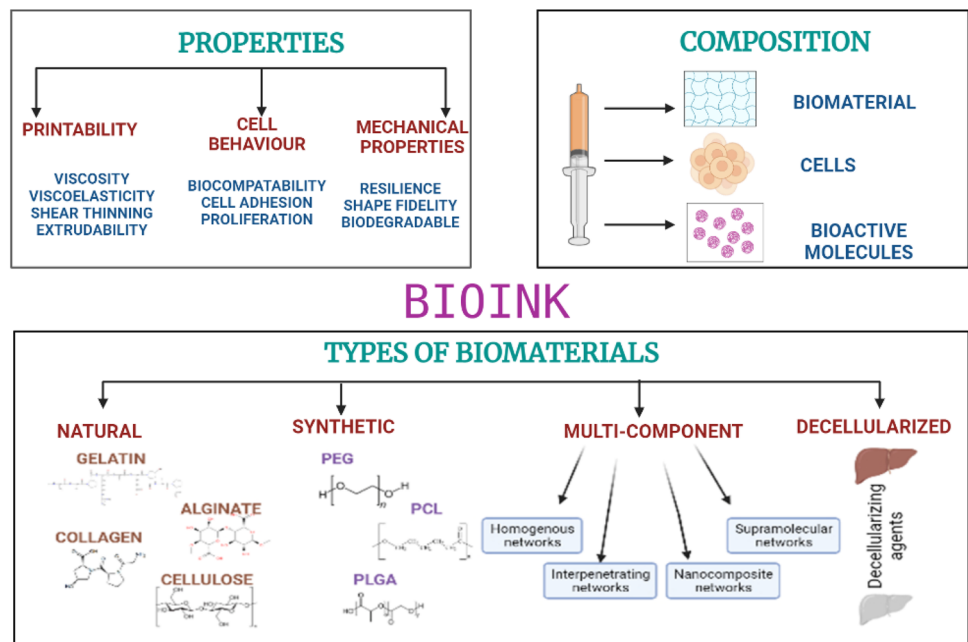 PROPERTIES
PRINTABILITY
VISCOSITY
VISCOELASTICITY
SHEAR THINNING
EXTRUDABILITY
CELL
BEHAVIOUR
BIOCOMPATABILITY
CELL ADHESION
PROLIFERATION
MECHANICAL
PROPERTIES
RESILIENCE
SHAPE FIDELITY
BIODEGRADABLE
COMPOSITION
BIOMATERIAL
CELLS
BIOACTIVE
MOLECULES
BIOINK
TYPES OF BIOMATERIALS
NATURAL
GELATIN
COLLAGEN
ALGINATE
CELLULOSE
SYNTHETIC
PEG
PCL
PLGA
MULTI-COMPONENT
Homogenous
networks
Interpenetrating
networks
Nanocomposite
networks
Supramolecular
networks
DECELLULARIZED
Decellularizing
agents